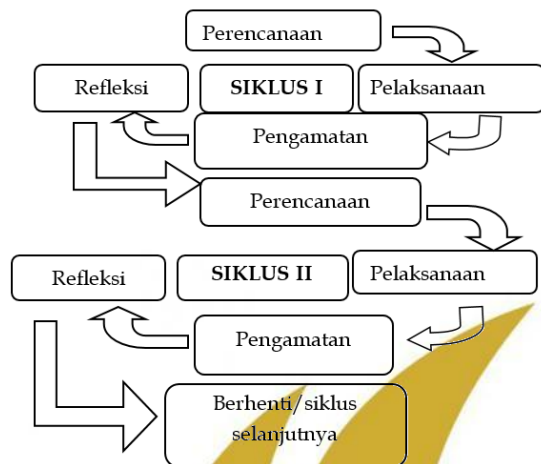 Perencanaan
Refleksi
SIKLUS I
Pelaksanaan
Pengamatan
Perencanaan
Refleksi
SIKLUS II
Pelaksanaan
Pengamatan
Berhenti/siklus
selanjutnya